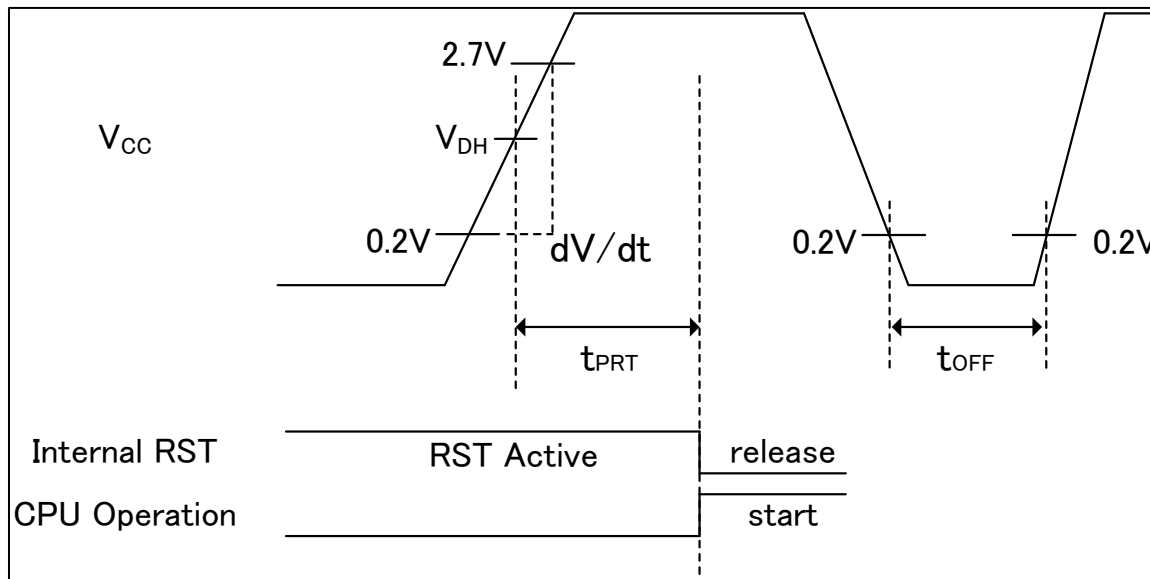 2.7V
VCC
VDH
0.2V
dV/dt
0.2V
0.2V
tPRT
tOFF
Internal RST
RST Active
release
CPU Operation
start